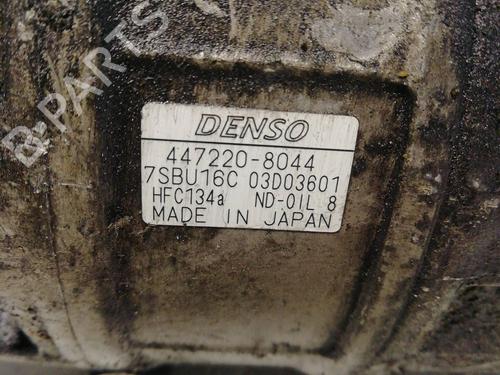 B-PARTS
DENSO
447220-8044
7SBU16C 03D03601
HFC134a ND-OIL 8
MADE IN JAPAN